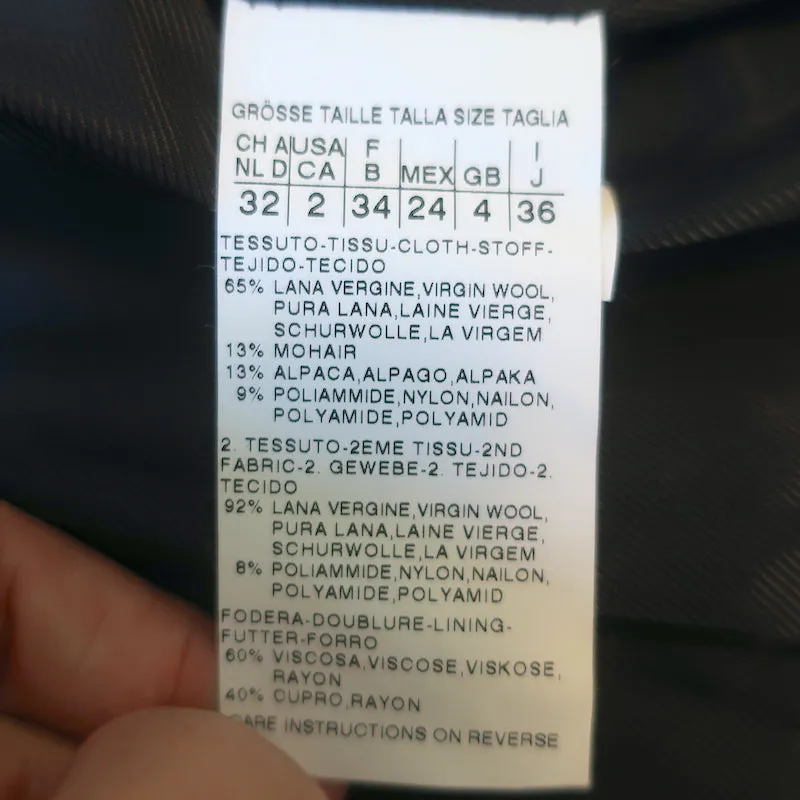 GRÖSSE TAILLE TALLA SIZE TAGLIA
CH A USA F I
NL D CA B MEX GB J
32 2 34 24 4 36
TESSUTO-TISSU-CLOTH-STOFF-
TEJIDO-TECIDO
65% LANA VERGINE,VIRGIN WOOL,
PURA LANA,LAINE VIERGE,
SCHURWOLLE,LA VIRGEM
13% MOHAIR
13% ALPACA,ALPAGO,ALPAKA
9% POLIAMMIDE,NYLON,NAILON,
POLYAMIDE,POLYAMID
2. TESSUTO-2EME TISSU-2ND
FABRIC-2. GEWEBE-2. TEJIDO-2.
TECIDO
92% LANA VERGINE,VIRGIN WOOL,
PURA LANA,LAINE VIERGE,
SCHURWOLLE,LA VIRGEM
8% POLIAMMIDE,NYLON,NAILON,
POLYAMIDE,POLYAMID
FODERA-DOUBLURE-LINING-
FUTTER-FORRO
60% VISCOSA,VISCOSE,VISKOSE,
RAYON
40% CUPRO,RAYON
CARE INSTRUCTIONS ON REVERSE